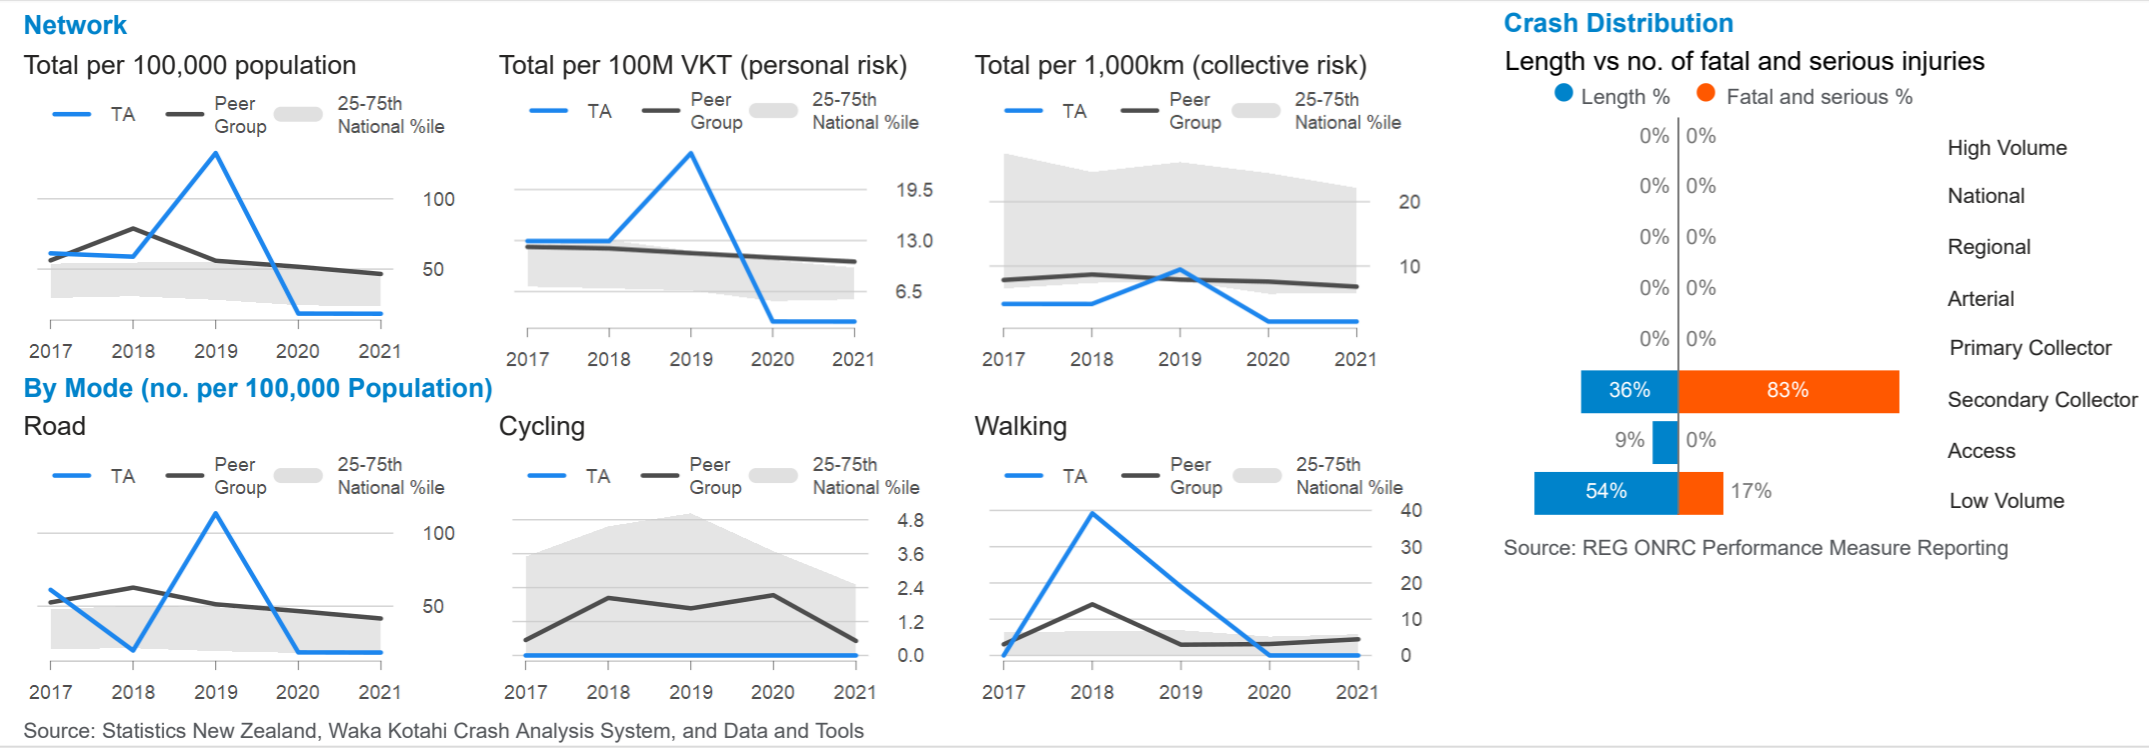 Network
Total per 100,000 population
TA
Peer
Group
25-75th
National %ile
100
50
2017 2018 2019 2020 2021
Total per 100M VKT (personal risk)
TA
Peer
Group
25-75th
National %ile
19.5
13.0
6.5
2017 2018 2019 2020 2021
Total per 1,000km (collective risk)
TA
Peer
Group
25-75th
National %ile
20
10
2017 2018 2019 2020 2021
By Mode (no. per 100,000 Population)
Road
TA
Peer
Group
25-75th
National %ile
100
50
2017 2018 2019 2020 2021
Cycling
TA
Peer
Group
25-75th
National %ile
4.8
3.6
2.4
1.2
0.0
2017 2018 2019 2020 2021
Walking
TA
Peer
Group
25-75th
National %ile
40
30
20
10
0
2017 2018 2019 2020 2021
Source: Statistics New Zealand, Waka Kotahi Crash Analysis System, and Data and Tools
Crash Distribution
Length vs no. of fatal and serious injuries
Length % Fatal and serious %
0% 0% High Volume
0% 0% National
0% 0% Regional
0% 0% Arterial
0% 0% Primary Collector
36% 83% Secondary Collector
9% 0% Access
54% 17% Low Volume
Source: REG ONRC Performance Measure Reporting